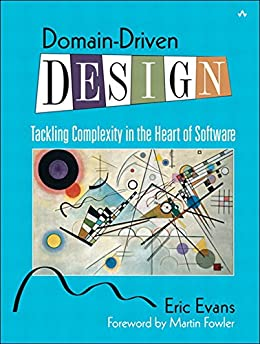 Domain-Driven
DESIGN
Tackling Complexity in the Heart of Software
Eric Evans
Foreword by Martin Fowler